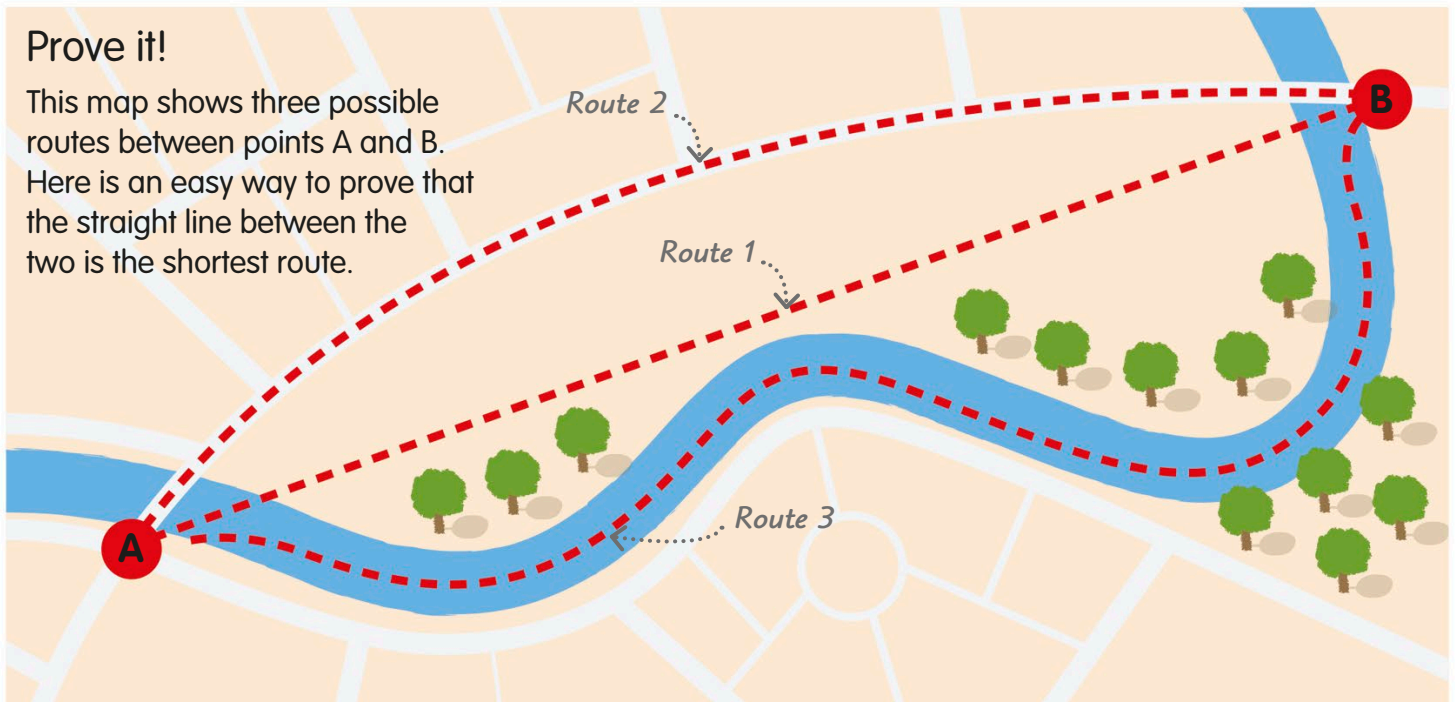 Prove it!
This map shows three possible
routes between points A and B.
Here is an easy way to prove that
the straight line between the
two is the shortest route.
Route 2
B
Route 1
Route 3
A